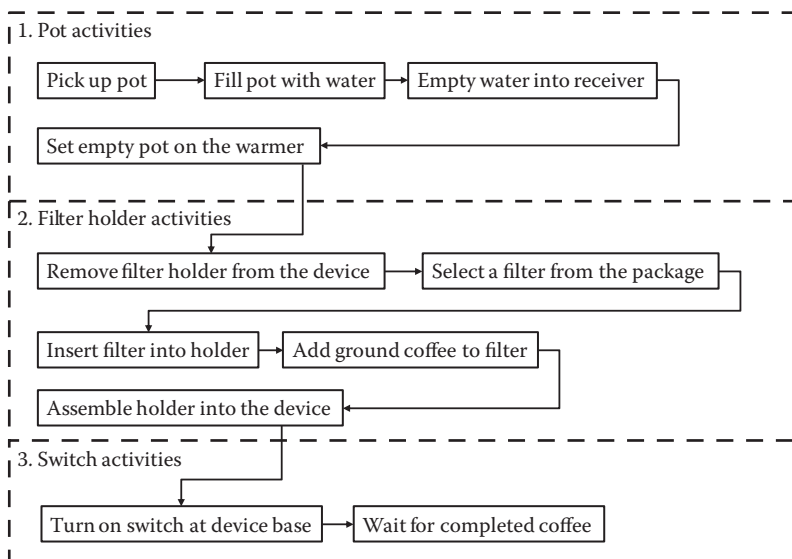 1. Pot activities
Pick up pot
Fill pot with water
Empty water into receiver
Set empty pot on the warmer
2. Filter holder activities
Remove filter holder from the device
Select a filter from the package
Insert filter into holder
Add ground coffee to filter
Assemble holder into the device
3. Switch activities
Turn on switch at device base
Wait for completed coffee